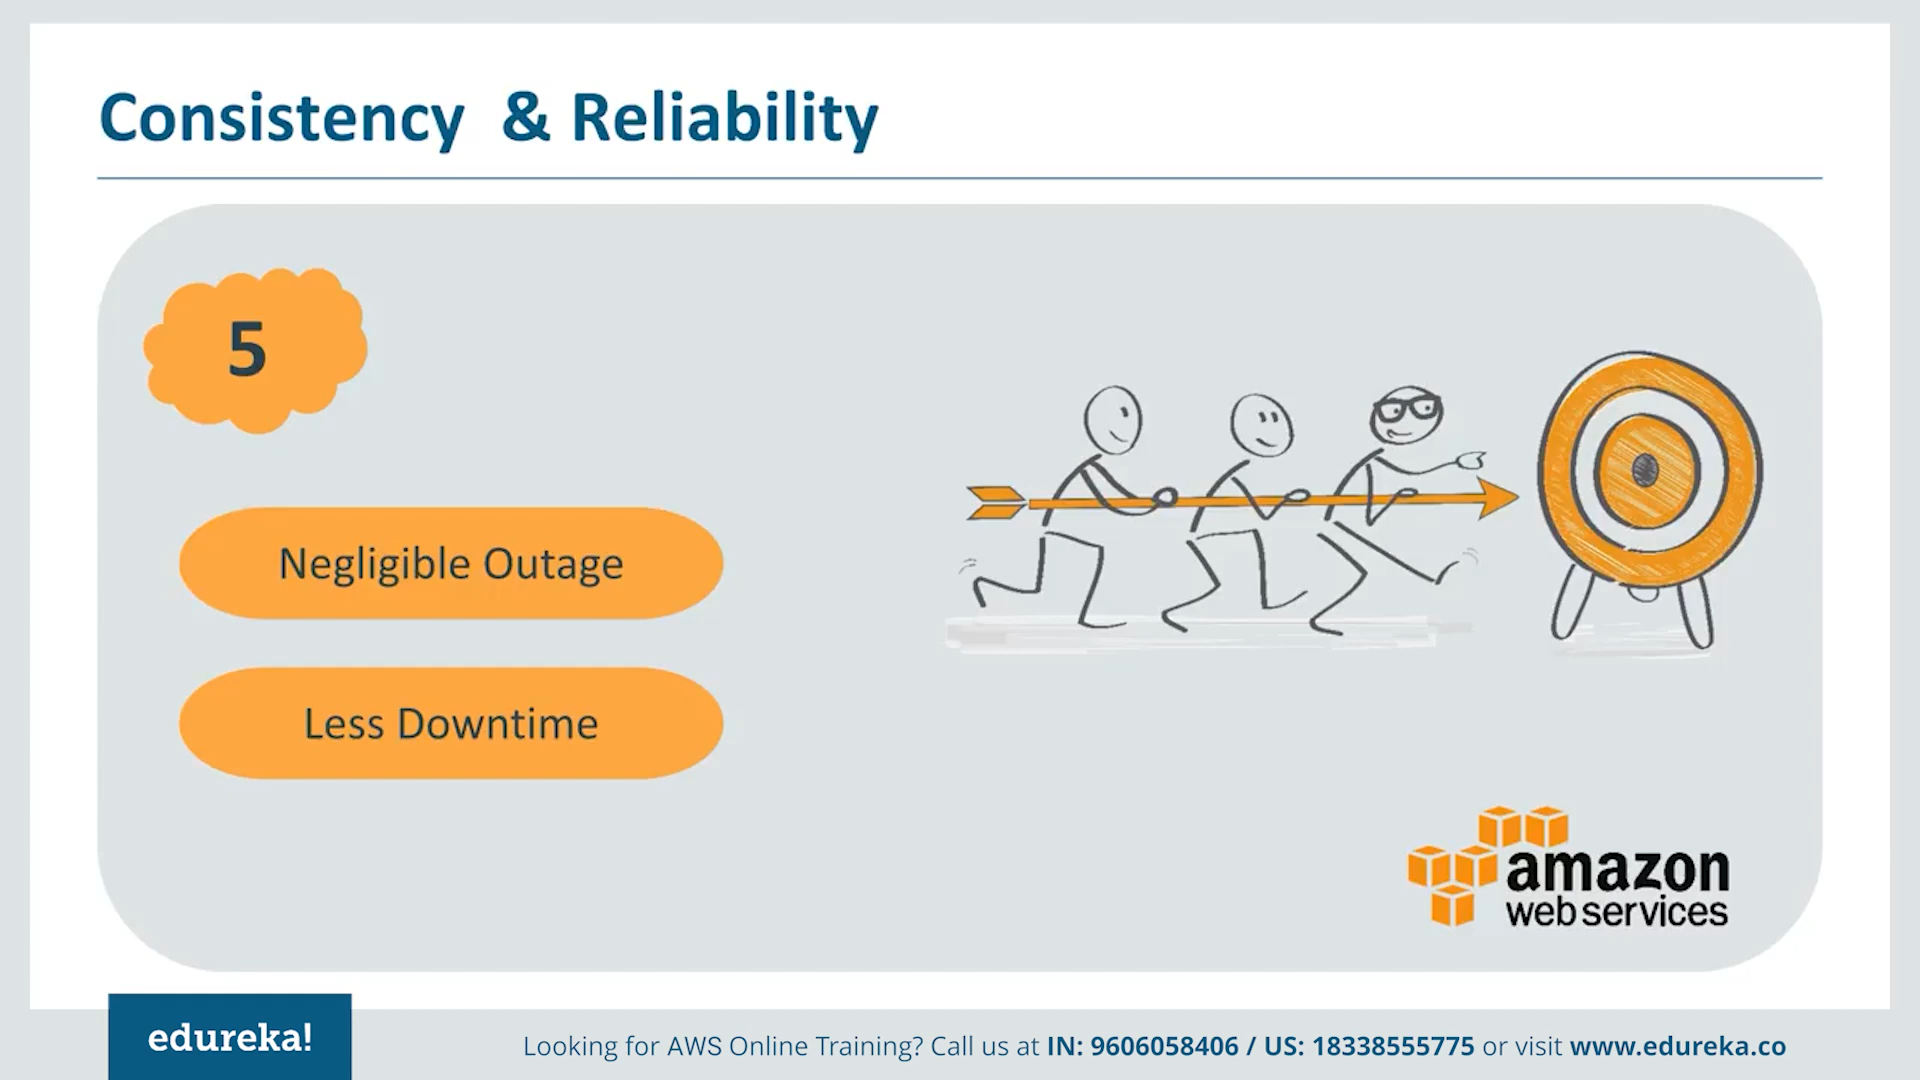 Consistency & Reliability
5
Negligible Outage
Less Downtime
amazon
web services
edureka!
Looking for AWS Online Training? Call us at IN: 9606058406 / US: 18338555775 or visit www.edureka.co